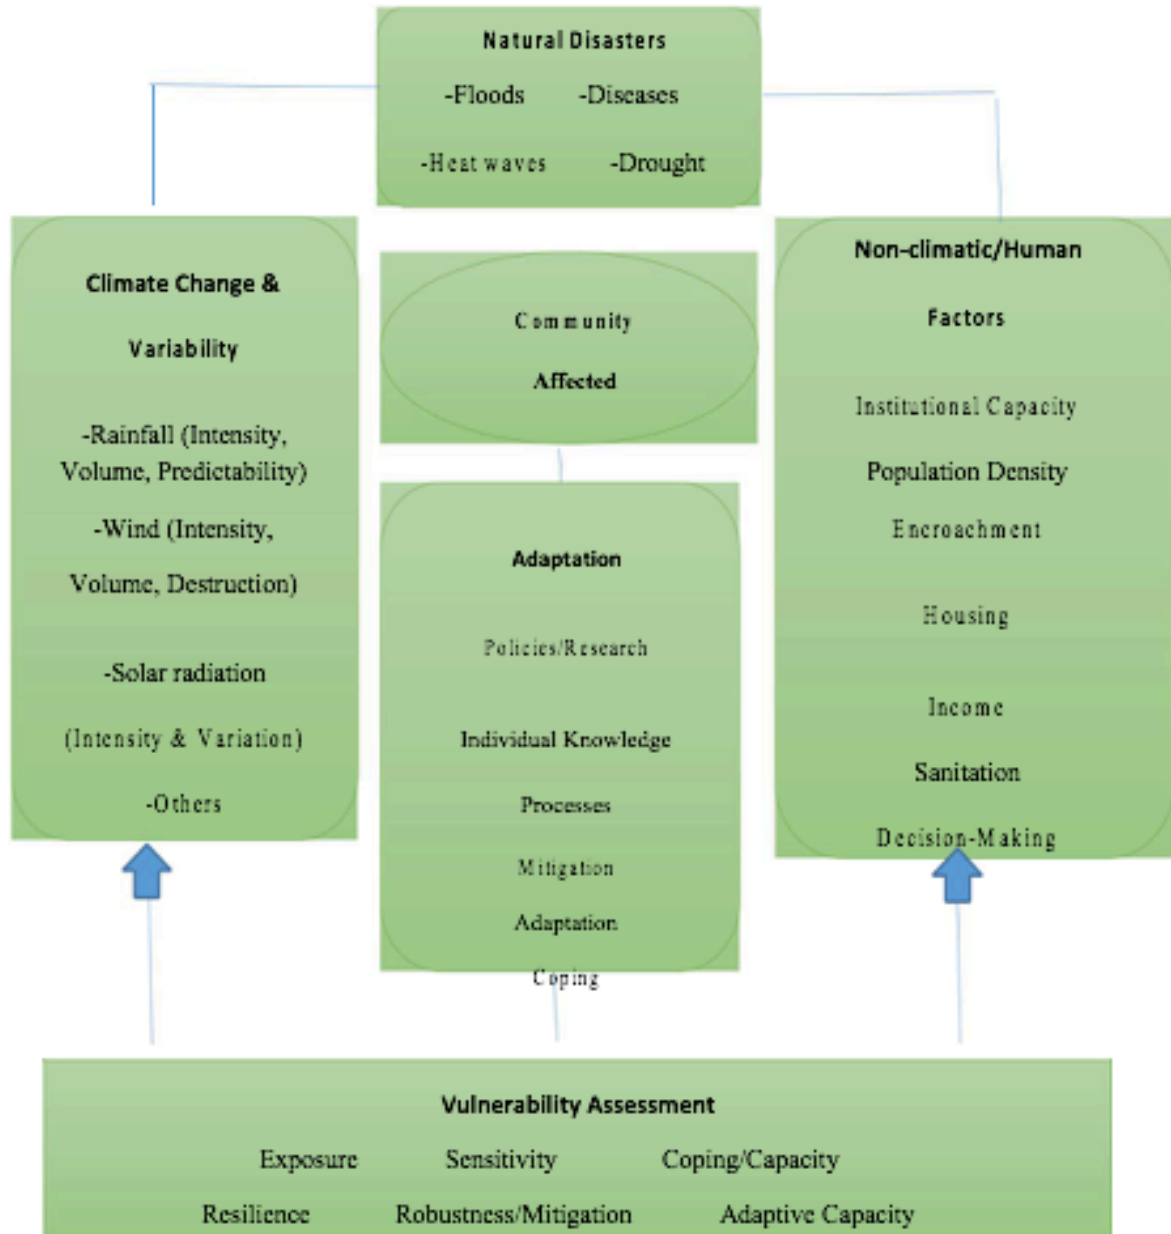 Natural Disasters
-Floods -Diseases
-Heat waves -Drought
Climate Change &
Variability
-Rainfall (Intensity,
Volume, Predictability)
-Wind (Intensity,
Volume, Destruction)
-Solar radiation
(Intensity & Variation)
-Others
Community
Affected
Adaptation
Policies/Research
Individual Knowledge
Processes
Mitigation
Adaptation
Coping
Non-climatic/Human
Factors
Institutional Capacity
Population Density
Encroachment
Housing
Income
Sanitation
Decision-Making
Vulnerability Assessment
Exposure Sensitivity Coping/Capacity
Resilience Robustness/Mitigation Adaptive Capacity